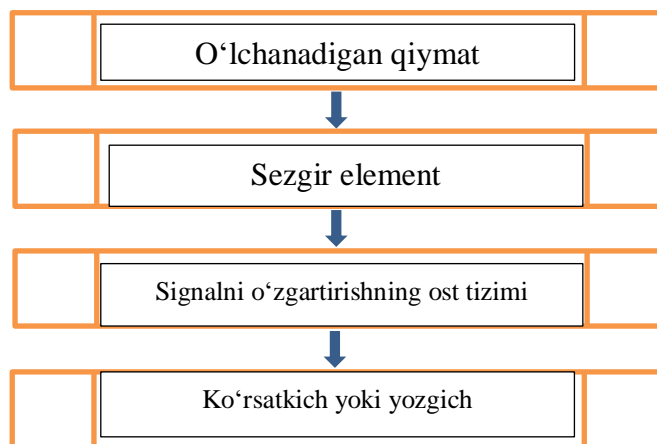 O‘lchanadigan qiymat
Sezgir element
Signalni o‘zgartirishning ost tizimi
Ko‘rsatkich yoki yozgich